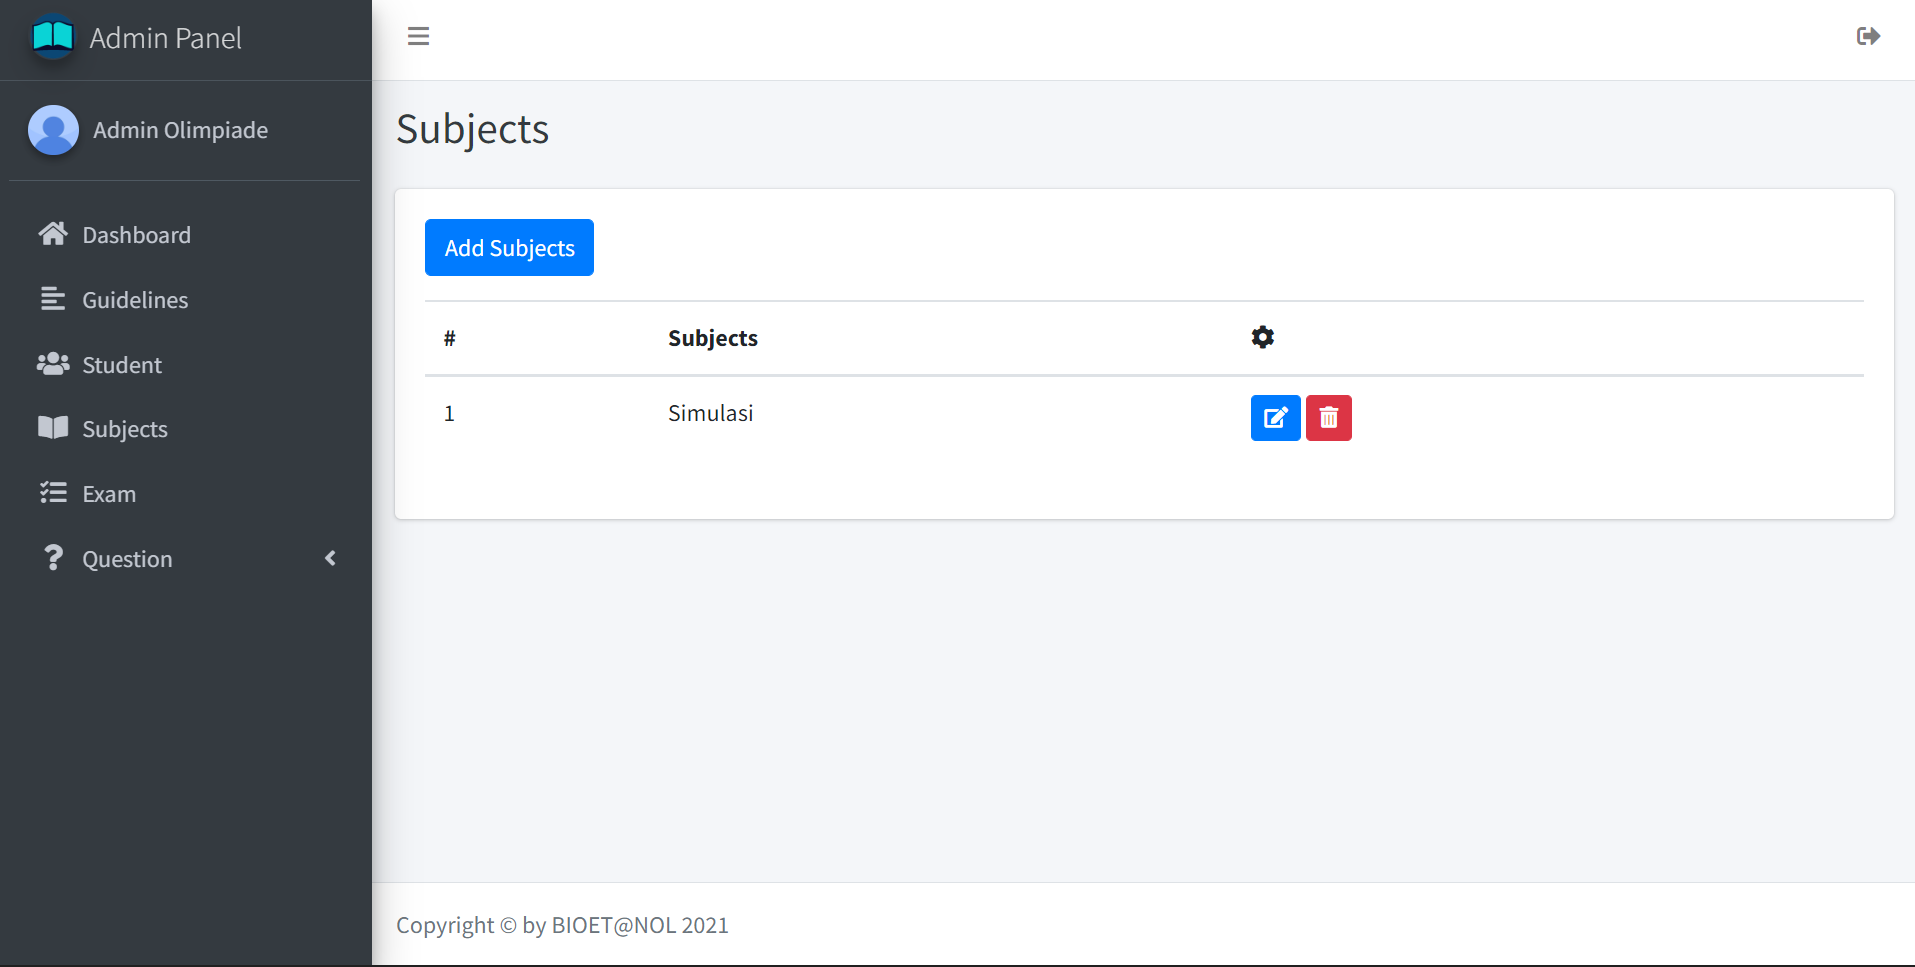 Admin Panel
Admin Olimpiade
Dashboard
Guidelines
Student
Subjects
Exam
Question
Subjects
Add Subjects
# Subjects
1 Simulasi
Copyright © by BIOET@NOL 2021